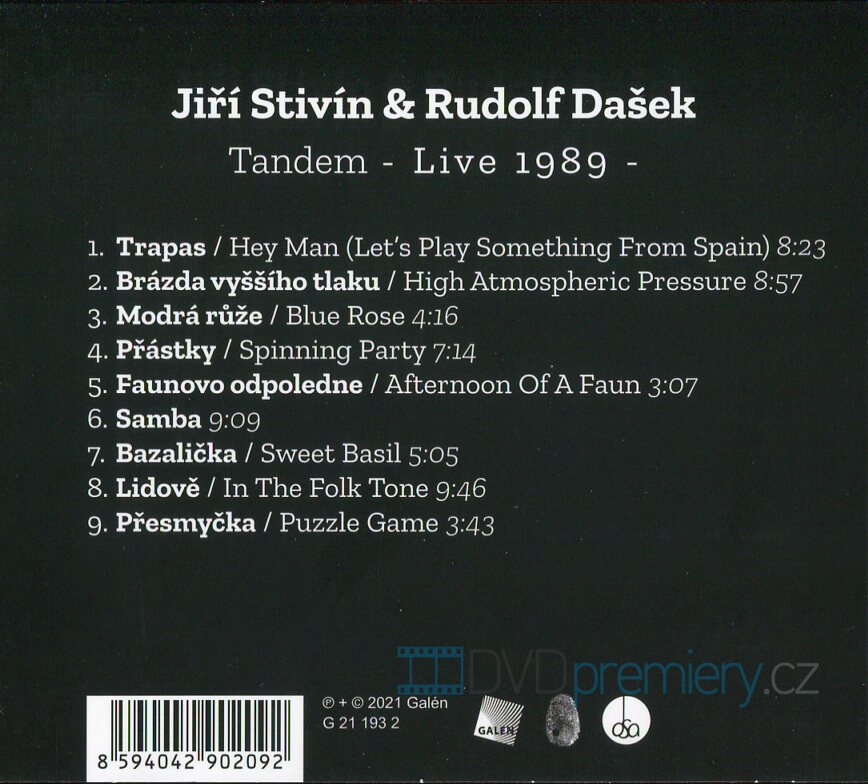 Jiří Stivín & Rudolf Dašek
Tandem - Live 1989 -
1. Trapas / Hey Man (Let's Play Something From Spain) 8:23
2. Brázda vyššího tlaku / High Atmospheric Pressure 8:57
3. Modrá růže / Blue Rose 4:16
4. Přástky / Spinning Party 7:14
5. Faunovo odpoledne / Afternoon Of A Faun 3:07
6. Samba 9:09
7. Bazalička / Sweet Basil 5:05
8. Lidově / In The Folk Tone 9:46
9. Přesmyčka / Puzzle Game 3:43
DVDpremiery.cz
℗ + © 2021 Galén
G 21 193 2
GALÉN
osa
8 594042 902092